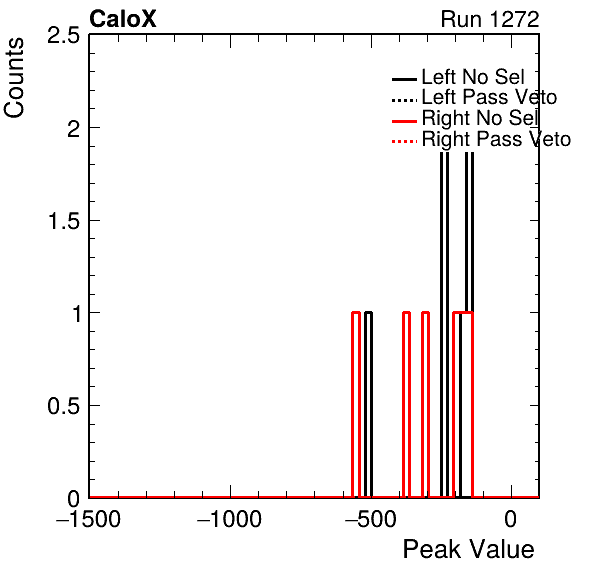 CaloX Run 1272
Counts
2.5
2
1.5
1
0.5
0
Left No Sel
Left Pass Veto
Right No Sel
Right Pass Veto
−1500 −1000 −500 0
Peak Value